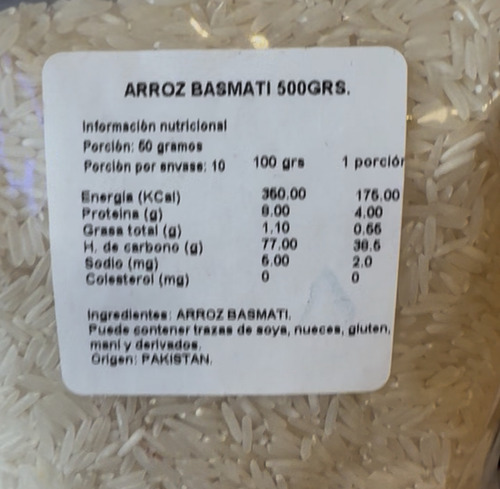 ARROZ BASMATI 500GRS.
Información nutricional
Porción: 50 gramos
Porción por envase: 10 100 grs 1 porción
Energía (KCal) 350.00 175.00
Proteina (g) 8.00 4.00
Grasa total (g) 1.10 0.55
H. de carbono (g) 77.00 38.5
Sodio (mg) 5.00 2.0
Colesterol (mg) 0 0
Ingredientes: ARROZ BASMATI.
Puede contener trazas de soya, nueces, gluten,
maní y derivados.
Origen: PAKISTAN.